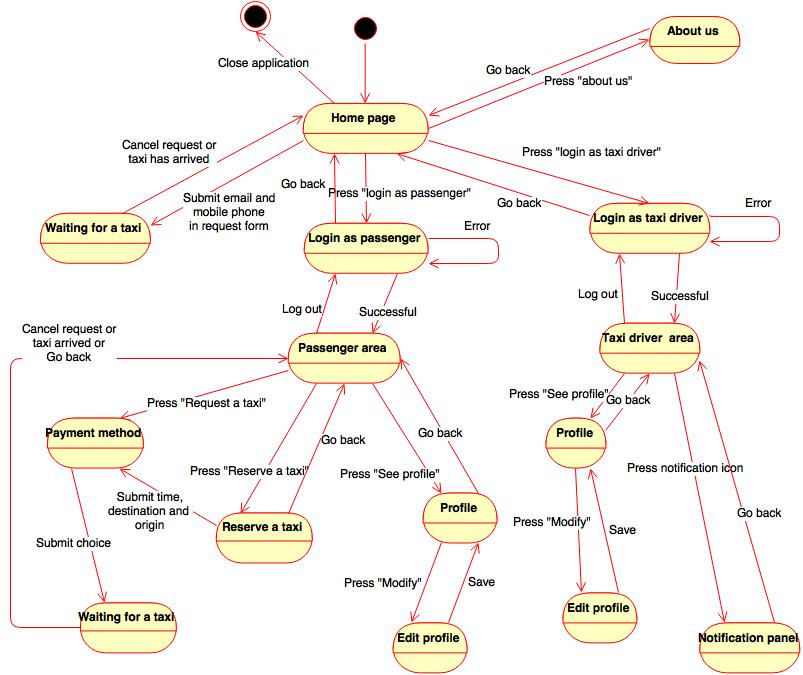 About us
Close application
Go back
Press "about us"
Home page
Cancel request or
taxi has arrived
Press "login as taxi driver"
Go back
Press "login as passenger"
Submit email and
mobile phone
in request form
Go back
Error
Waiting for a taxi
Login as taxi driver
Error
Login as passenger
Log out
Successful
Log out
Successful
Cancel request or
taxi arrived or
Go back
Passenger area
Taxi driver area
Press "Request a taxi"
Press "See profile"
Go back
Payment method
Go back
Go back
Profile
Press "Reserve a taxi"
Press "See profile"
Press notification icon
Submit time,
destination and
origin
Reserve a taxi
Profile
Go back
Press "Modify"
Save
Submit choice
Press "Modify"
Save
Waiting for a taxi
Edit profile
Edit profile
Notification panel